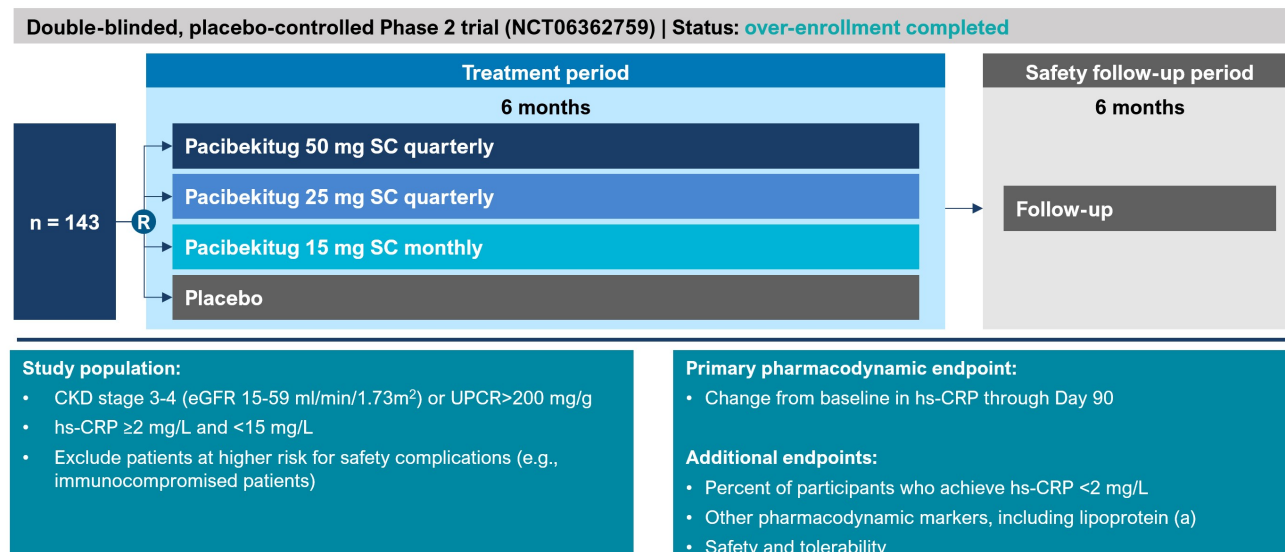 Double-blinded, placebo-controlled Phase 2 trial (NCT06362759) | Status: over-enrollment completed
Treatment period
Safety follow-up period
6 months
6 months
n = 143
R
Pacibekitug 50 mg SC quarterly
Pacibekitug 25 mg SC quarterly
Pacibekitug 15 mg SC monthly
Placebo
Follow-up
Study population:
• CKD stage 3-4 (eGFR 15-59 ml/min/1.73m²) or UPCR>200 mg/g
• hs-CRP ≥2 mg/L and <15 mg/L
• Exclude patients at higher risk for safety complications (e.g.,
immunocompromised patients)
Primary pharmacodynamic endpoint:
• Change from baseline in hs-CRP through Day 90
Additional endpoints:
• Percent of participants who achieve hs-CRP <2 mg/L
• Other pharmacodynamic markers, including lipoprotein (a)
• Safety and tolerability